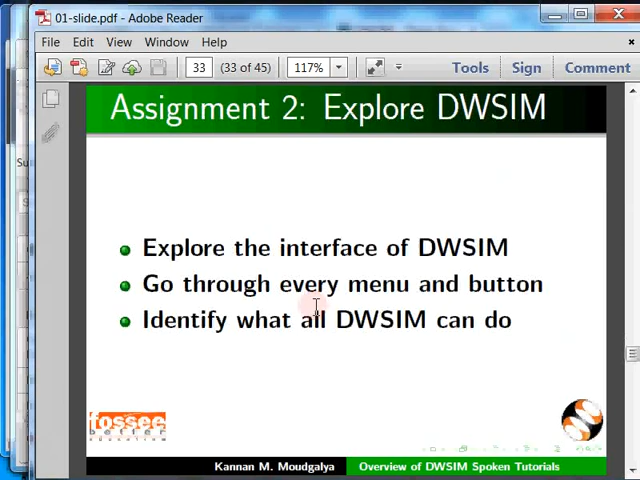 01-slide.pdf - Adobe Reader
File Edit View Window Help
33 (33 of 45) 117% Tools Sign Comment
Assignment 2: Explore DWSIM
Explore the interface of DWSIM
Go through every menu and button
Identify what all DWSIM can do
fossee
better
education
Kannan M. Moudgalya Overview of DWSIM Spoken Tutorials